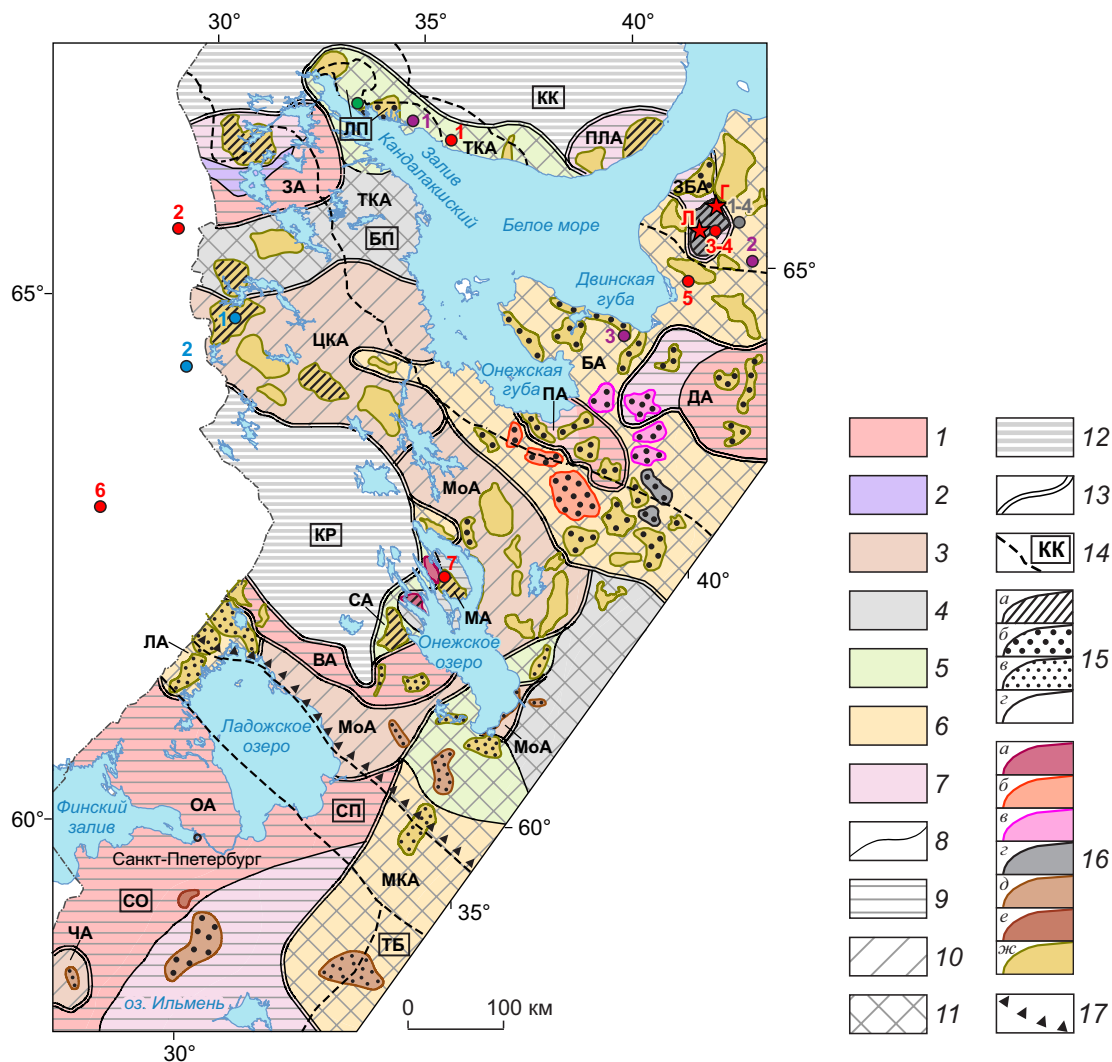 30°
35°
40°
КК
ЛП
1
1
ТКА
ПЛА
Кандалакшский
Залив
ЗБА
Г
1-4
ЗА
ТКА
2
Белое море
Л
3-4
БП
2
65°
65°
Двинская
губа
5
1
ЦКА
3
2
БА
Онежская
губа
ПА
ДА
МоА
6
КР
7
40°
СА
МА
Онежское
озеро
ЛА
ВА
Ладожское
озеро
МоА
МоА
Финский
залив
ОА
СП
60°
60°
Санкт-Ппетербург
МКА
СО
35°
ЧА
ТБ
оз. Ильмень
0 100 км
30°
1
2
3
4
5
6
7
8
9
10
11
12
13
КК
14
а
б
в
г
15
а
б
в
г
д
е
ж
16
17